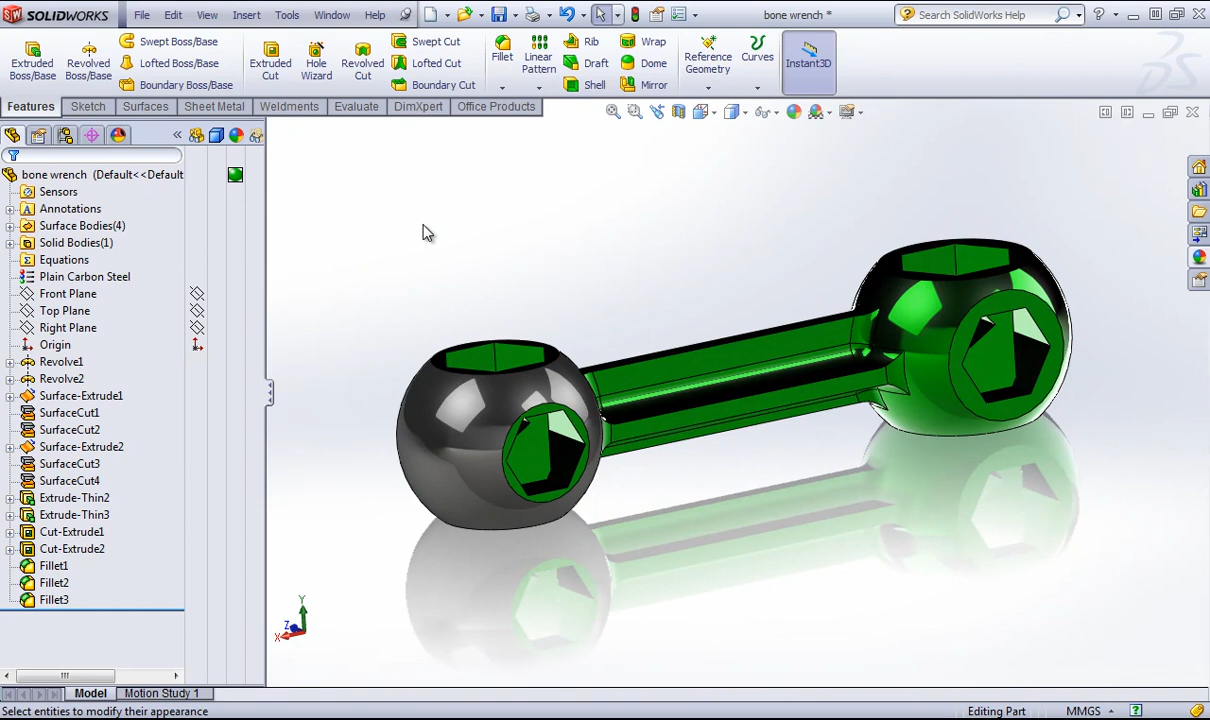 SOLIDWORKS File Edit View Insert Tools Window Help bone wrench * Search SolidWorks Help
Extruded Boss/Base
Revolved Boss/Base
Swept Boss/Base
Lofted Boss/Base
Boundary Boss/Base
Extruded Cut
Hole Wizard
Revolved Cut
Swept Cut
Lofted Cut
Boundary Cut
Fillet
Linear Pattern
Rib
Draft
Shell
Wrap
Dome
Mirror
Reference Geometry
Curves
Instant3D
Features Sketch Surfaces Sheet Metal Weldments Evaluate DimXpert Office Products
bone wrench (Default<<Default
Sensors
Annotations
Surface Bodies(4)
Solid Bodies(1)
Equations
Plain Carbon Steel
Front Plane
Top Plane
Right Plane
Origin
Revolve1
Revolve2
Surface-Extrude1
SurfaceCut1
SurfaceCut2
Surface-Extrude2
SurfaceCut3
SurfaceCut4
Extrude-Thin2
Extrude-Thin3
Cut-Extrude1
Cut-Extrude2
Fillet1
Fillet2
Fillet3
Y
Z
X
Model Motion Study 1
Select entities to modify their appearance Editing Part MMGS